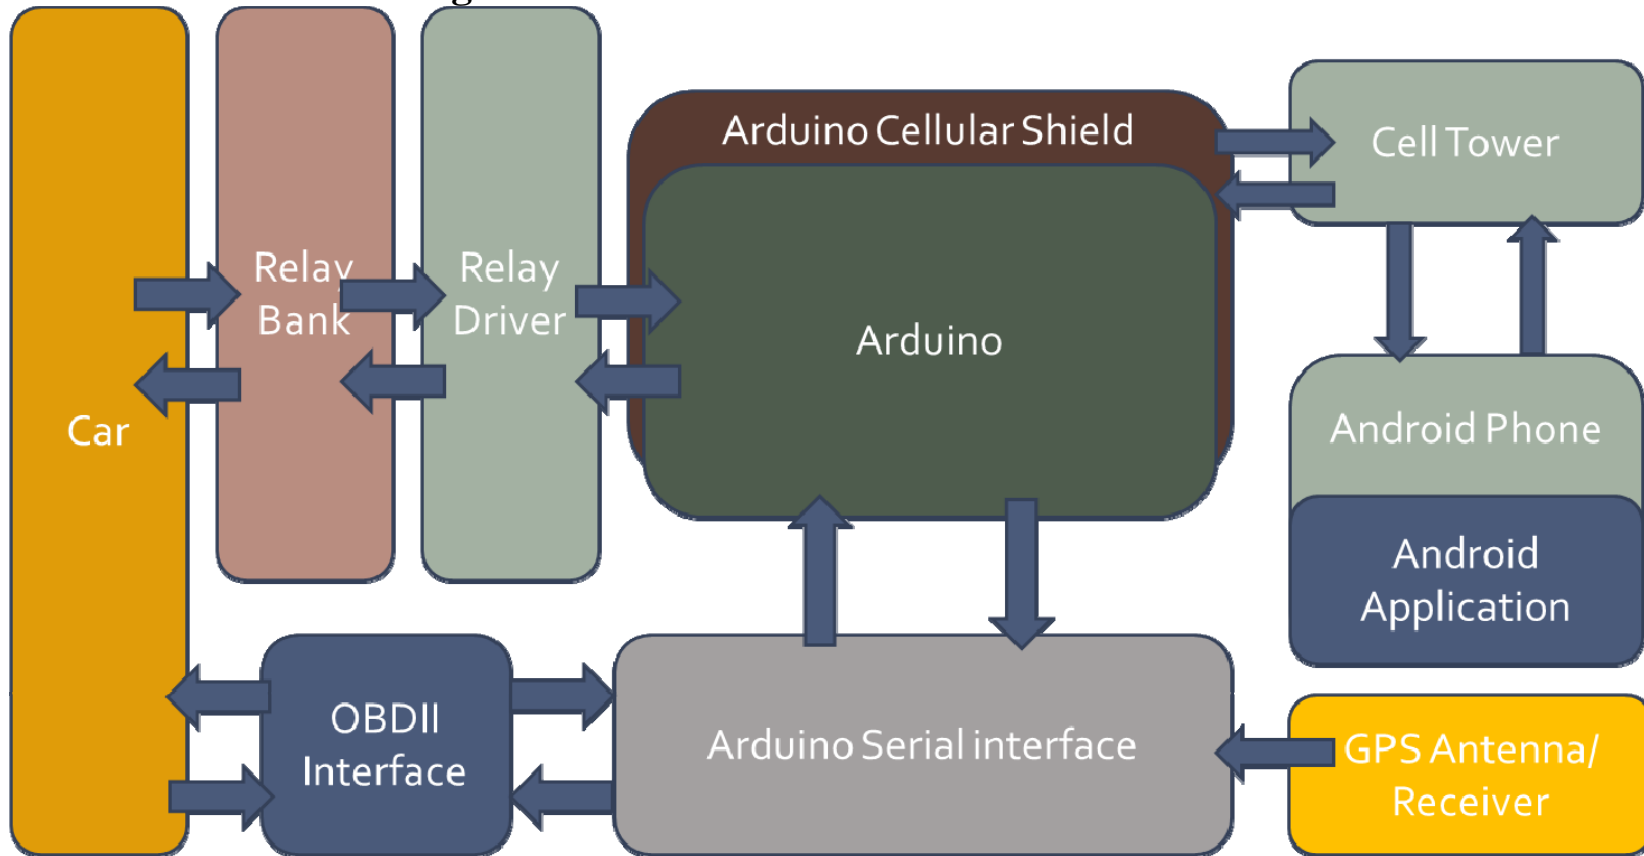 Arduino Cellular Shield
Cell Tower
Relay
Bank
Relay
Driver
Arduino
Car
Android Phone
Android
Application
OBDII
Interface
Arduino Serial interface
GPS Antenna/
Receiver